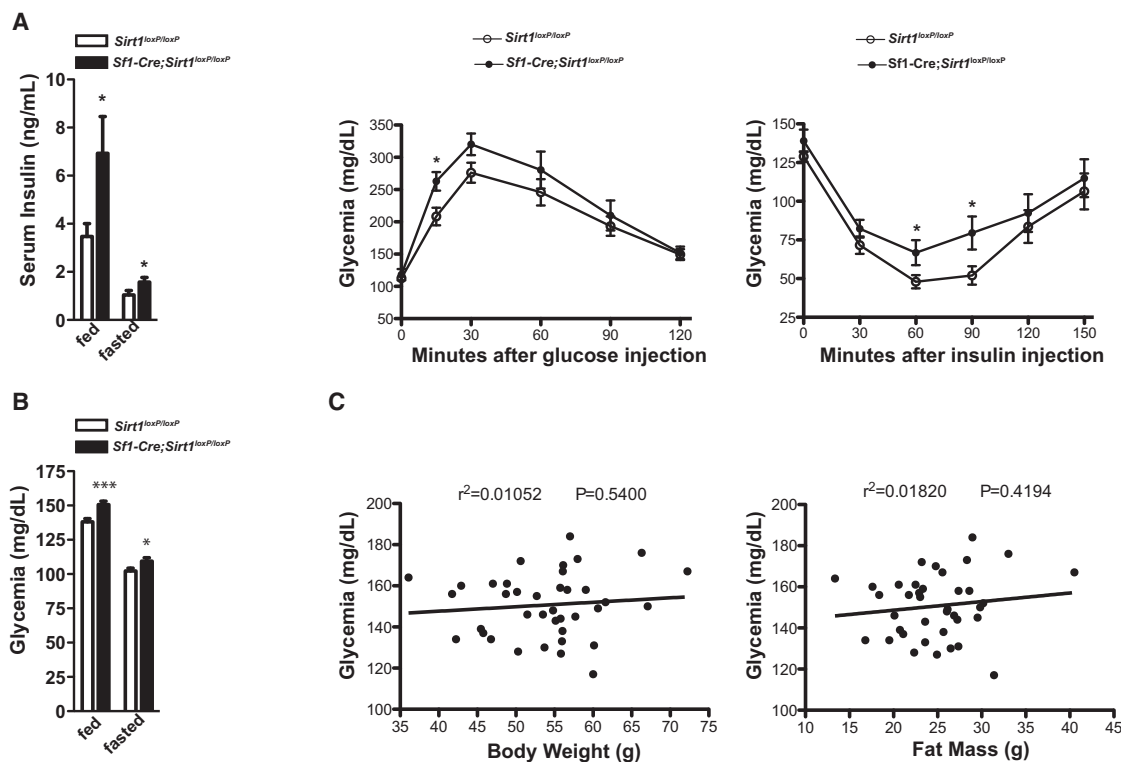 A
Sirt1loxP/loxP
Sf1-Cre;Sirt1loxP/loxP
Serum Insulin (ng/mL)
10
8
6
4
2
0
*
*
fed
fasted
Sirt1loxP/loxP
Sf1-Cre;Sirt1loxP/loxP
Glycemia (mg/dL)
350
300
250
200
150
100
50
*
0 30 60 90 120
Minutes after glucose injection
Sirt1loxP/loxP
Sf1-Cre;Sirt1loxP/loxP
Glycemia (mg/dL)
150
125
100
75
50
25
* *
0 30 60 90 120 150
Minutes after insulin injection
B
Sirt1loxP/loxP
Sf1-Cre;Sirt1loxP/loxP
Glycemia (mg/dL)
175
150
125
100
75
50
25
0
***
*
fed
fasted
C
r²=0.01052 P=0.5400
Glycemia (mg/dL)
200
180
160
140
120
100
35 40 45 50 55 60 65 70 75
Body Weight (g)
r²=0.01820 P=0.4194
Glycemia (mg/dL)
200
180
160
140
120
100
10 15 20 25 30 35 40 45
Fat Mass (g)